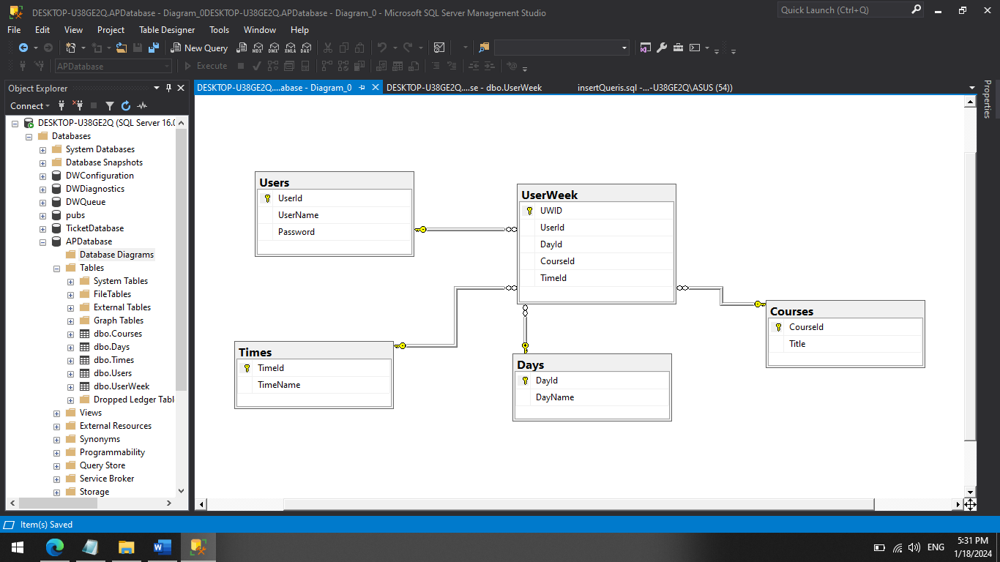 DESKTOP-U38GE2Q.APDatabase - Diagram_0DESKTOP-U38GE2Q.APDatabase - Diagram_0 - Microsoft SQL Server Management Studio
Quick Launch (Ctrl+Q)
File Edit View Project Table Designer Tools Window Help
New Query MDX DMX XMLA DAX
APDatabase Execute
Object Explorer
DESKTOP-U38GE2Q....abase - Diagram_0
DESKTOP-U38GE2Q....se - dbo.UserWeek
insertQueris.sql -...-U38GE2Q\ASUS (54))
Properties
Connect
DESKTOP-U38GE2Q (SQL Server 16.0
Databases
System Databases
Database Snapshots
DWConfiguration
DWDiagnostics
DWQueue
pubs
TicketDatabase
APDatabase
Database Diagrams
Tables
System Tables
FileTables
External Tables
Graph Tables
dbo.Courses
dbo.Days
dbo.Times
dbo.Users
dbo.UserWeek
Dropped Ledger Tabl
Views
External Resources
Synonyms
Programmability
Query Store
Service Broker
Storage
Users
UserId
UserName
Password
UserWeek
UWID
UserId
DayId
CourseId
TimeId
Courses
CourseId
Title
Times
TimeId
TimeName
Days
DayId
DayName
Item(s) Saved
ENG
5:31 PM
1/18/2024